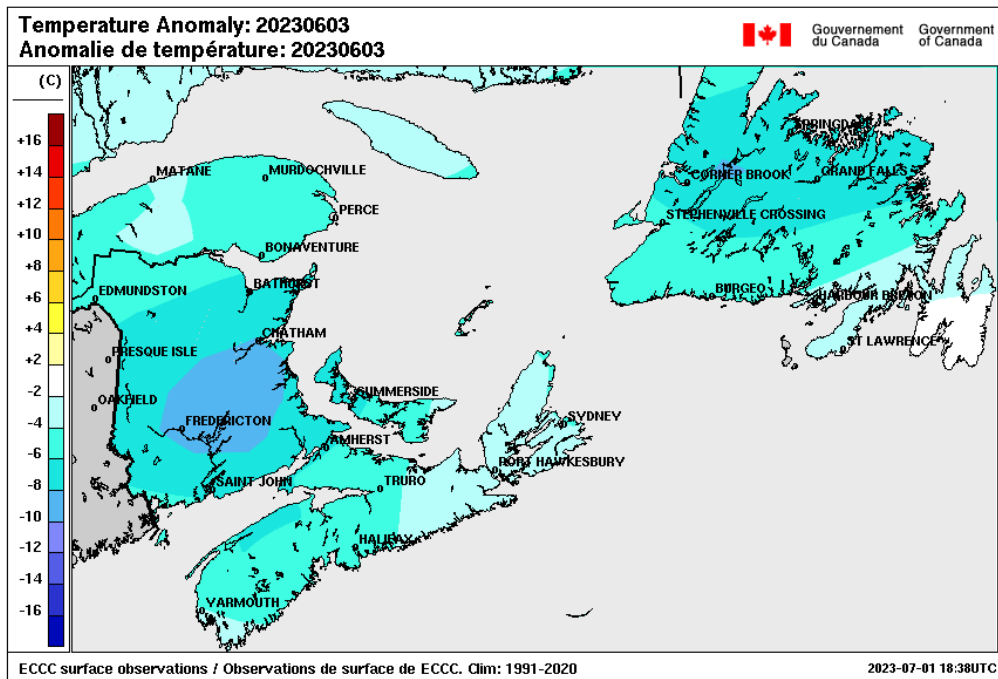 Temperature Anomaly: 20230603
Anomalie de température: 20230603
Gouvernement du Canada
Government of Canada
(C)
+16
+14
+12
+10
+8
+6
+4
+2
-2
-4
-6
-8
-10
-12
-14
-16
MATANE
MURDOCHVILLE
PERCE
BONAVENTURE
EDMUNDSTON
BATHURST
CHATHAM
PRESQUE ISLE
OAKFIELD
FREDERICTON
SUMMERSIDE
AMHERST
SAINT JOHN
TRURO
SYDNEY
PORT HAWKESBURY
HALIFAX
YARMOUTH
SPRINGDALE
CORNER BROOK
GRAND FALLS
STEPHENVILLE CROSSING
BURGEO
HARBOUR BRETON
ST LAWRENCE
ECCC surface observations / Observations de surface de ECCC. Clim: 1991-2020
2023-07-01 18:38UTC